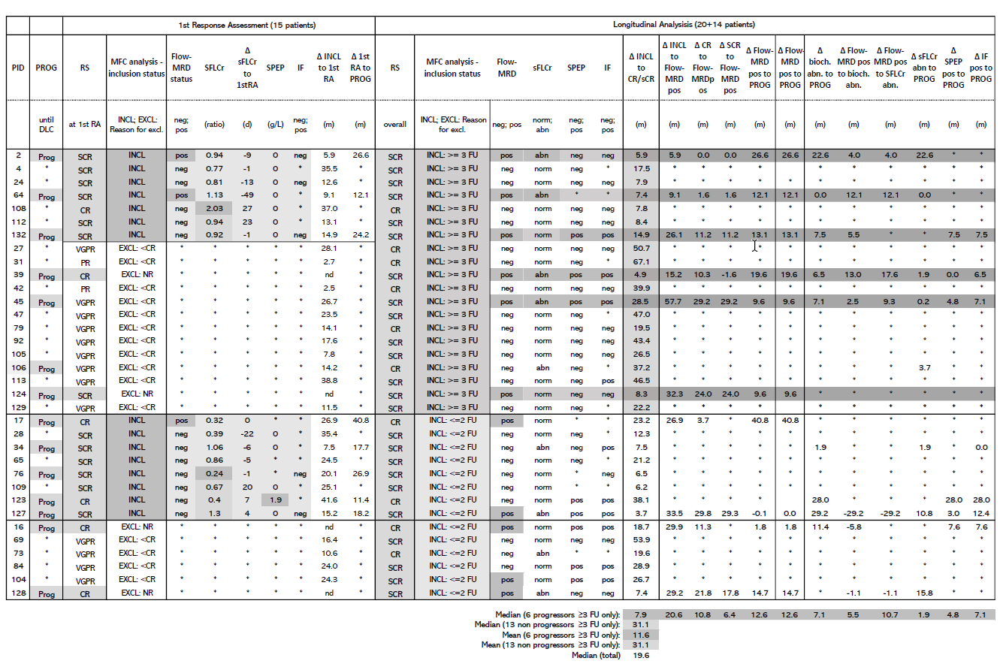 1st Response Assessment (15 patients) Longitudinal Analysisis (20+14 patients)
PID PROG RS MFC analysis - inclusion status Flow-MRD status SFLCr Δ sFLCr to 1stRA SPEP IF Δ INCL to 1st RA Δ 1st RA to PROG RS MFC analysis - inclusion status Flow-MRD sFLCr SPEP IF Δ INCL to CR/sCR Δ INCL to Flow-MRD pos Δ CR to Flow-MRDp os Δ SCR to Flow-MRD pos Δ Flow-MRD pos to PROG Δ Flow-MRD pos to PROG Δ bioch. abn. to PROG Δ Flow-MRD pos to bioch. abn. Δ Flow-MRD pos to SFLCr abn. Δ sFLCr abn to PROG Δ SPEP pos to PROG Δ IF pos to PROG
until DLC at 1st RA INCL; EXCL: Reason for excl. neg; pos (ratio) (d) (g/L) neg; pos (m) (m) overall INCL; EXCL: Reason for excl. neg; pos norm; abn neg; pos neg; pos (m) (m) (m) (m) (m) (m) (m) (m) (m) (m) (m) (m)
2 Prog SCR INCL pos 0.94 -9 0 neg 5.9 26.6 SCR INCL: >= 3 FU pos abn neg neg 5.9 5.9 0.0 0.0 26.6 26.6 22.6 4.0 4.0 22.6 * *
4 * SCR INCL neg 0.77 -1 0 * 35.5 * SCR INCL: >= 3 FU neg norm neg * 17.5 * * * * * * * * * * *
24 * SCR INCL neg 0.81 -13 0 neg 12.6 * SCR INCL: >= 3 FU neg norm neg neg 7.9 * * * * * * * * * * *
64 Prog SCR INCL pos 1.13 -49 0 * 9.1 12.1 SCR INCL: >= 3 FU pos abn * * 7.4 9.1 1.6 1.6 12.1 12.1 0.0 12.1 12.1 0.0 * *
108 * CR INCL neg 2.03 27 0 * 37.0 * CR INCL: >= 3 FU neg norm neg neg 7.8 * * * * * * * * * * *
112 * SCR INCL neg 0.94 23 0 * 13.1 * SCR INCL: >= 3 FU neg norm neg neg 8.4 * * * * * * * * * * *
132 Prog SCR INCL neg 0.92 -1 0 neg 14.9 24.2 SCR INCL: >= 3 FU pos norm pos pos 14.9 26.1 11.2 11.2 13.1 13.1 7.5 5.5 * * 7.5 7.5
27 * VGPR EXCL: <CR * * * * * 28.1 * CR INCL: >= 3 FU neg norm neg neg 50.7 * * * * * * * * * * *
31 * PR EXCL: <CR * * * * * 2.7 * CR INCL: >= 3 FU neg norm neg * 67.1 * * * * * * * * * * *
39 Prog CR EXCL: NR * * * * * nd * SCR INCL: >= 3 FU pos abn pos pos 4.9 15.2 10.3 -1.6 19.6 19.6 6.5 13.0 17.6 1.9 0.0 6.5
42 * PR EXCL: <CR * * * * * 2.5 * CR INCL: >= 3 FU neg norm neg neg 39.9 * * * * * * * * * * *
45 Prog VGPR EXCL: <CR * * * * * 26.7 * SCR INCL: >= 3 FU pos abn pos pos 28.5 57.7 29.2 29.2 9.6 9.6 7.1 2.5 9.3 0.2 4.8 7.1
47 * VGPR EXCL: <CR * * * * * 23.5 * SCR INCL: >= 3 FU neg norm neg * 47.0 * * * * * * * * * * *
79 * VGPR EXCL: <CR * * * * * 14.1 * CR INCL: >= 3 FU neg norm neg neg 19.5 * * * * * * * * * * *
92 * VGPR EXCL: <CR * * * * * 17.6 * SCR INCL: >= 3 FU neg norm neg neg 43.4 * * * * * * * * * * *
105 * VGPR EXCL: <CR * * * * * 7.8 * SCR INCL: >= 3 FU neg norm neg neg 26.5 * * * * * * * * * * *
106 Prog VGPR EXCL: <CR * * * * * 14.2 * CR INCL: >= 3 FU neg abn neg * 37.2 * * * * * * * * 3.7 * *
113 * VGPR EXCL: <CR * * * * * 38.8 * SCR INCL: >= 3 FU neg norm neg pos 46.5 * * * * * * * * * * *
124 Prog SCR EXCL: NR * * * * * nd * SCR INCL: >= 3 FU pos norm neg neg 8.3 32.3 24.0 24.0 9.6 9.6 * * * * * *
129 * VGPR EXCL: <CR * * * * * 11.5 * SCR INCL: >= 3 FU neg norm neg neg 22.2 * * * * * * * * * * *
17 Prog CR INCL pos 0.32 0 * * 26.9 40.8 CR INCL: <=2 FU pos norm * * 23.2 26.9 3.7 40.8 40.8 * * * * * *
28 * SCR INCL neg 0.39 -22 0 * 35.4 * SCR INCL: <=2 FU neg norm neg * 12.3 * * * * * * * * * * *
34 Prog SCR INCL neg 1.06 -6 0 * 7.5 17.7 SCR INCL: <=2 FU neg abn neg pos 7.5 * * * * * 1.9 * * 1.9 * 0.0
65 * SCR INCL neg 0.86 -5 * * 24.5 * SCR INCL: <=2 FU neg norm neg * 21.2 * * * * * * * * * * *
76 Prog SCR INCL neg 0.24 -1 * neg 20.1 26.9 SCR INCL: <=2 FU neg norm * neg 6.5 * * * * * * * * * * *
109 * SCR INCL neg 0.67 20 0 * 25.1 * SCR INCL: <=2 FU neg norm * * 6.2 * * * * * * * * * * *
123 Prog CR INCL neg 0.4 7 1.9 * 41.6 11.4 CR INCL: <=2 FU neg norm pos pos 38.1 * * * * * 28.0 * * * 28.0 28.0
127 Prog SCR INCL neg 1.3 4 0 neg 15.2 18.2 SCR INCL: <=2 FU pos abn pos pos 3.7 33.5 29.8 29.3 -0.1 0.0 29.2 -29.2 -29.2 10.8 3.0 12.4
16 Prog CR EXCL: NR * * * * * nd * CR INCL: <=2 FU pos norm pos pos 18.7 29.9 11.3 * 1.8 1.8 11.4 -5.8 * * 7.6 7.6
69 * VGPR EXCL: <CR * * * * * 16.4 * SCR INCL: <=2 FU neg norm neg neg 53.9 * * * * * * * * * * *
73 * VGPR EXCL: <CR * * * * * 10.6 * CR INCL: <=2 FU neg abn * * 19.6 * * * * * * * * * * *
84 * VGPR EXCL: <CR * * * * * 24.0 * SCR INCL: <=2 FU neg norm pos pos 28.9 * * * * * * * * * * *
104 * VGPR EXCL: <CR * * * * * 24.3 * SCR INCL: <=2 FU pos norm pos pos 26.7 * * * * * * * * * * *
128 Prog CR EXCL: NR * * * * * nd * SCR INCL: <=2 FU pos abn neg neg 7.4 29.2 21.8 17.8 14.7 14.7 * -1.1 -1.1 15.8 * *
Median (6 progressors ≥3 FU only): 7.9 20.6 10.8 6.4 12.6 12.6 7.1 5.5 10.7 1.9 4.8 7.1
Median (13 non progressors ≥3 FU only): 31.1
Mean (6 progressors ≥3 FU only): 11.6
Mean (13 non progressors ≥3 FU only): 31.1
Median (total) 19.6